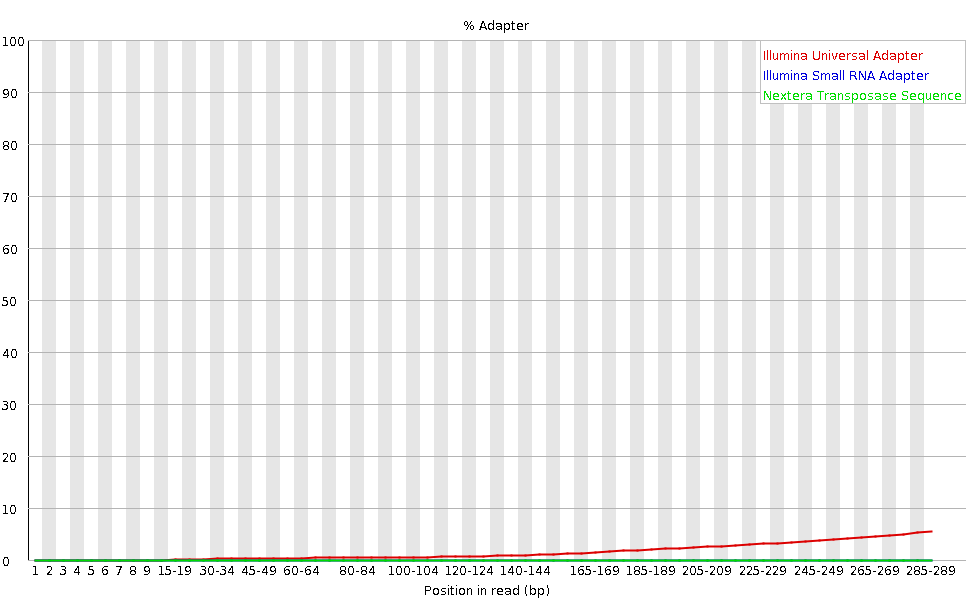 % Adapter
100
90
80
70
60
50
40
30
20
10
0
Illumina Universal Adapter
Illumina Small RNA Adapter
Nextera Transposase Sequence
1 2 3 4 5 6 7 8 9 15-19 30-34 45-49 60-64 80-84 100-104 120-124 140-144 165-169 185-189 205-209 225-229 245-249 265-269 285-289
Position in read (bp)